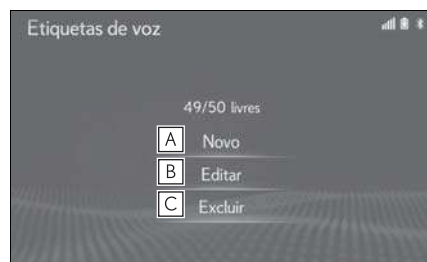 Etiquetas de voz
49/50 livres
A Novo
B Editar
C Excluir